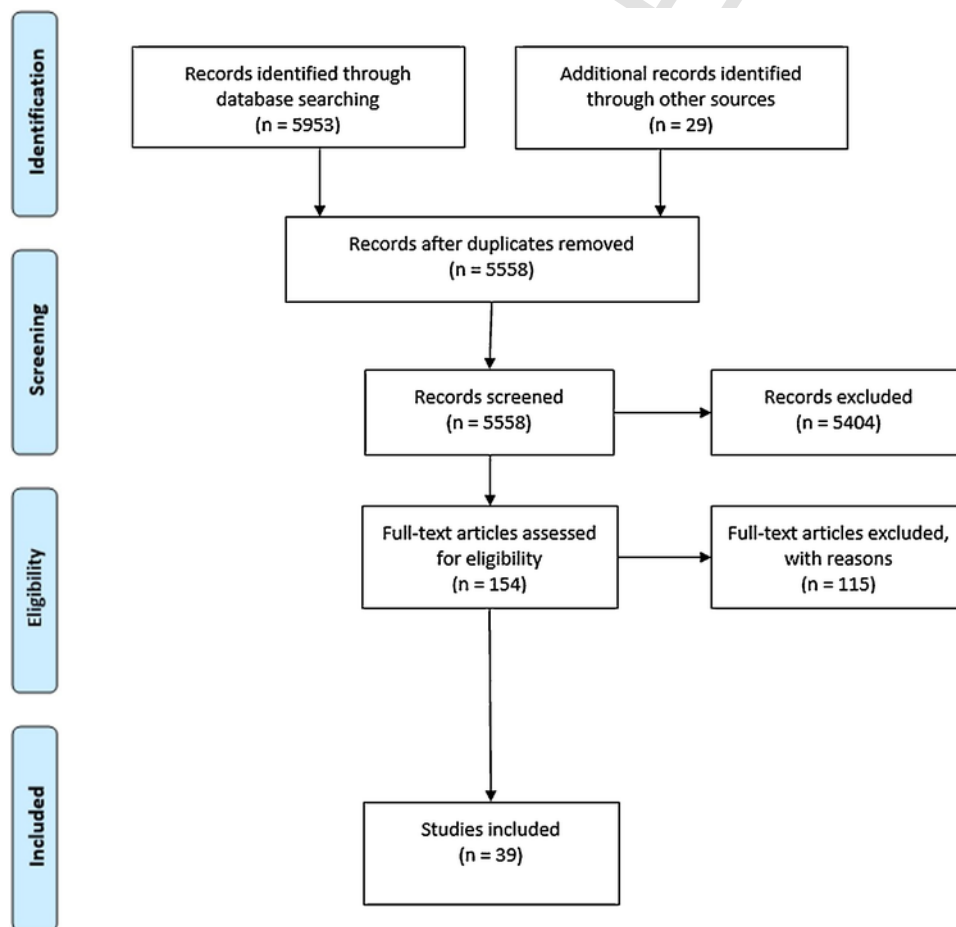 Identification
Records identified through
database searching
(n = 5953)
Additional records identified
through other sources
(n = 29)
Records after duplicates removed
(n = 5558)
Screening
Records screened
(n = 5558)
Records excluded
(n = 5404)
Eligibility
Full-text articles assessed
for eligibility
(n = 154)
Full-text articles excluded,
with reasons
(n = 115)
Included
Studies included
(n = 39)